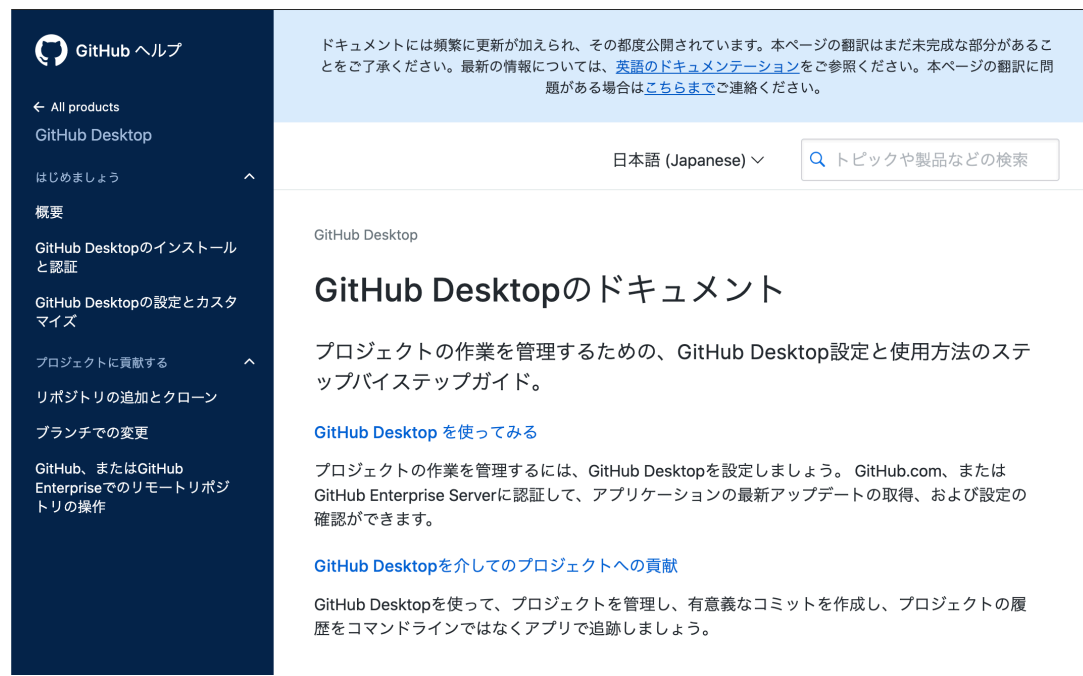 GitHub ヘルプ
← All products
GitHub Desktop
はじめましょう
概要
GitHub Desktopのインストール
と認証
GitHub Desktopの設定とカスタ
マイズ
プロジェクトに貢献する
リポジトリの追加とクローン
ブランチでの変更
GitHub、またはGitHub
Enterpriseでのリモートリポジ
トリの操作
ドキュメントには頻繁に更新が加えられ、その都度公開されています。本ページの翻訳はまだ未完成な部分があるこ
とをご了承ください。最新の情報については、英語のドキュメンテーションをご参照ください。本ページの翻訳に問
題がある場合はこちらまでご連絡ください。
日本語 (Japanese)
トピックや製品などの検索
GitHub Desktop
GitHub Desktopのドキュメント
プロジェクトの作業を管理するための、GitHub Desktop設定と使用方法のステ
ップバイステップガイド。
GitHub Desktop を使ってみる
プロジェクトの作業を管理するには、GitHub Desktopを設定しましょう。 GitHub.com、または
GitHub Enterprise Serverに認証して、アプリケーションの最新アップデートの取得、および設定の
確認ができます。
GitHub Desktopを介してのプロジェクトへの貢献
GitHub Desktopを使って、プロジェクトを管理し、有意義なコミットを作成し、プロジェクトの履
歴をコマンドラインではなくアプリで追跡しましょう。